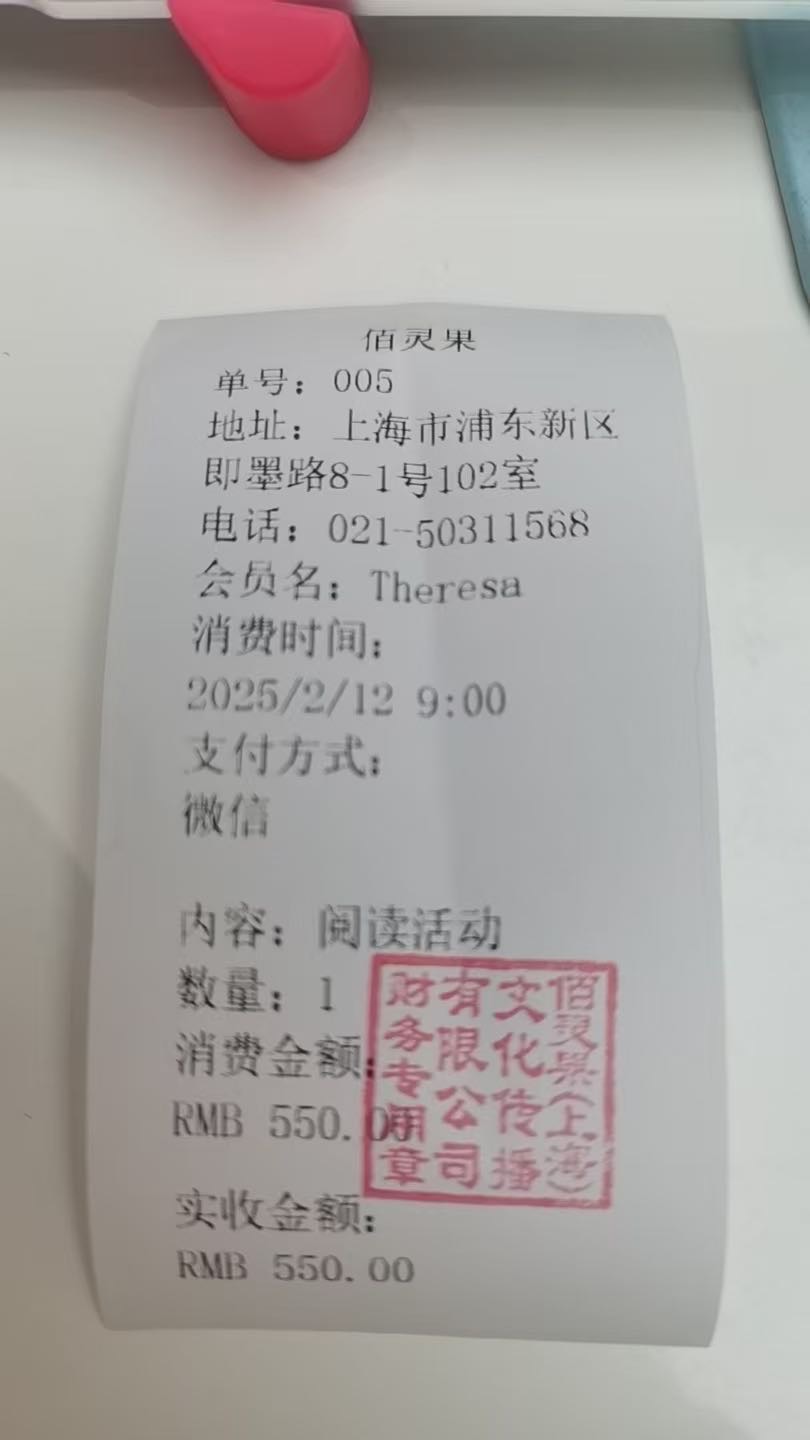 佰灵果
单号：005
地址：上海市浦东新区
即墨路8-1号102室
电话：021-50311568
会员名：Theresa
消费时间：
2025/2/12 9:00
支付方式：
微信
内容：阅读活动
数量：1
消费金额：
RMB 550.00
实收金额：
RMB 550.00
佰灵果(上海)
文化传播
有限公司
财务专用章